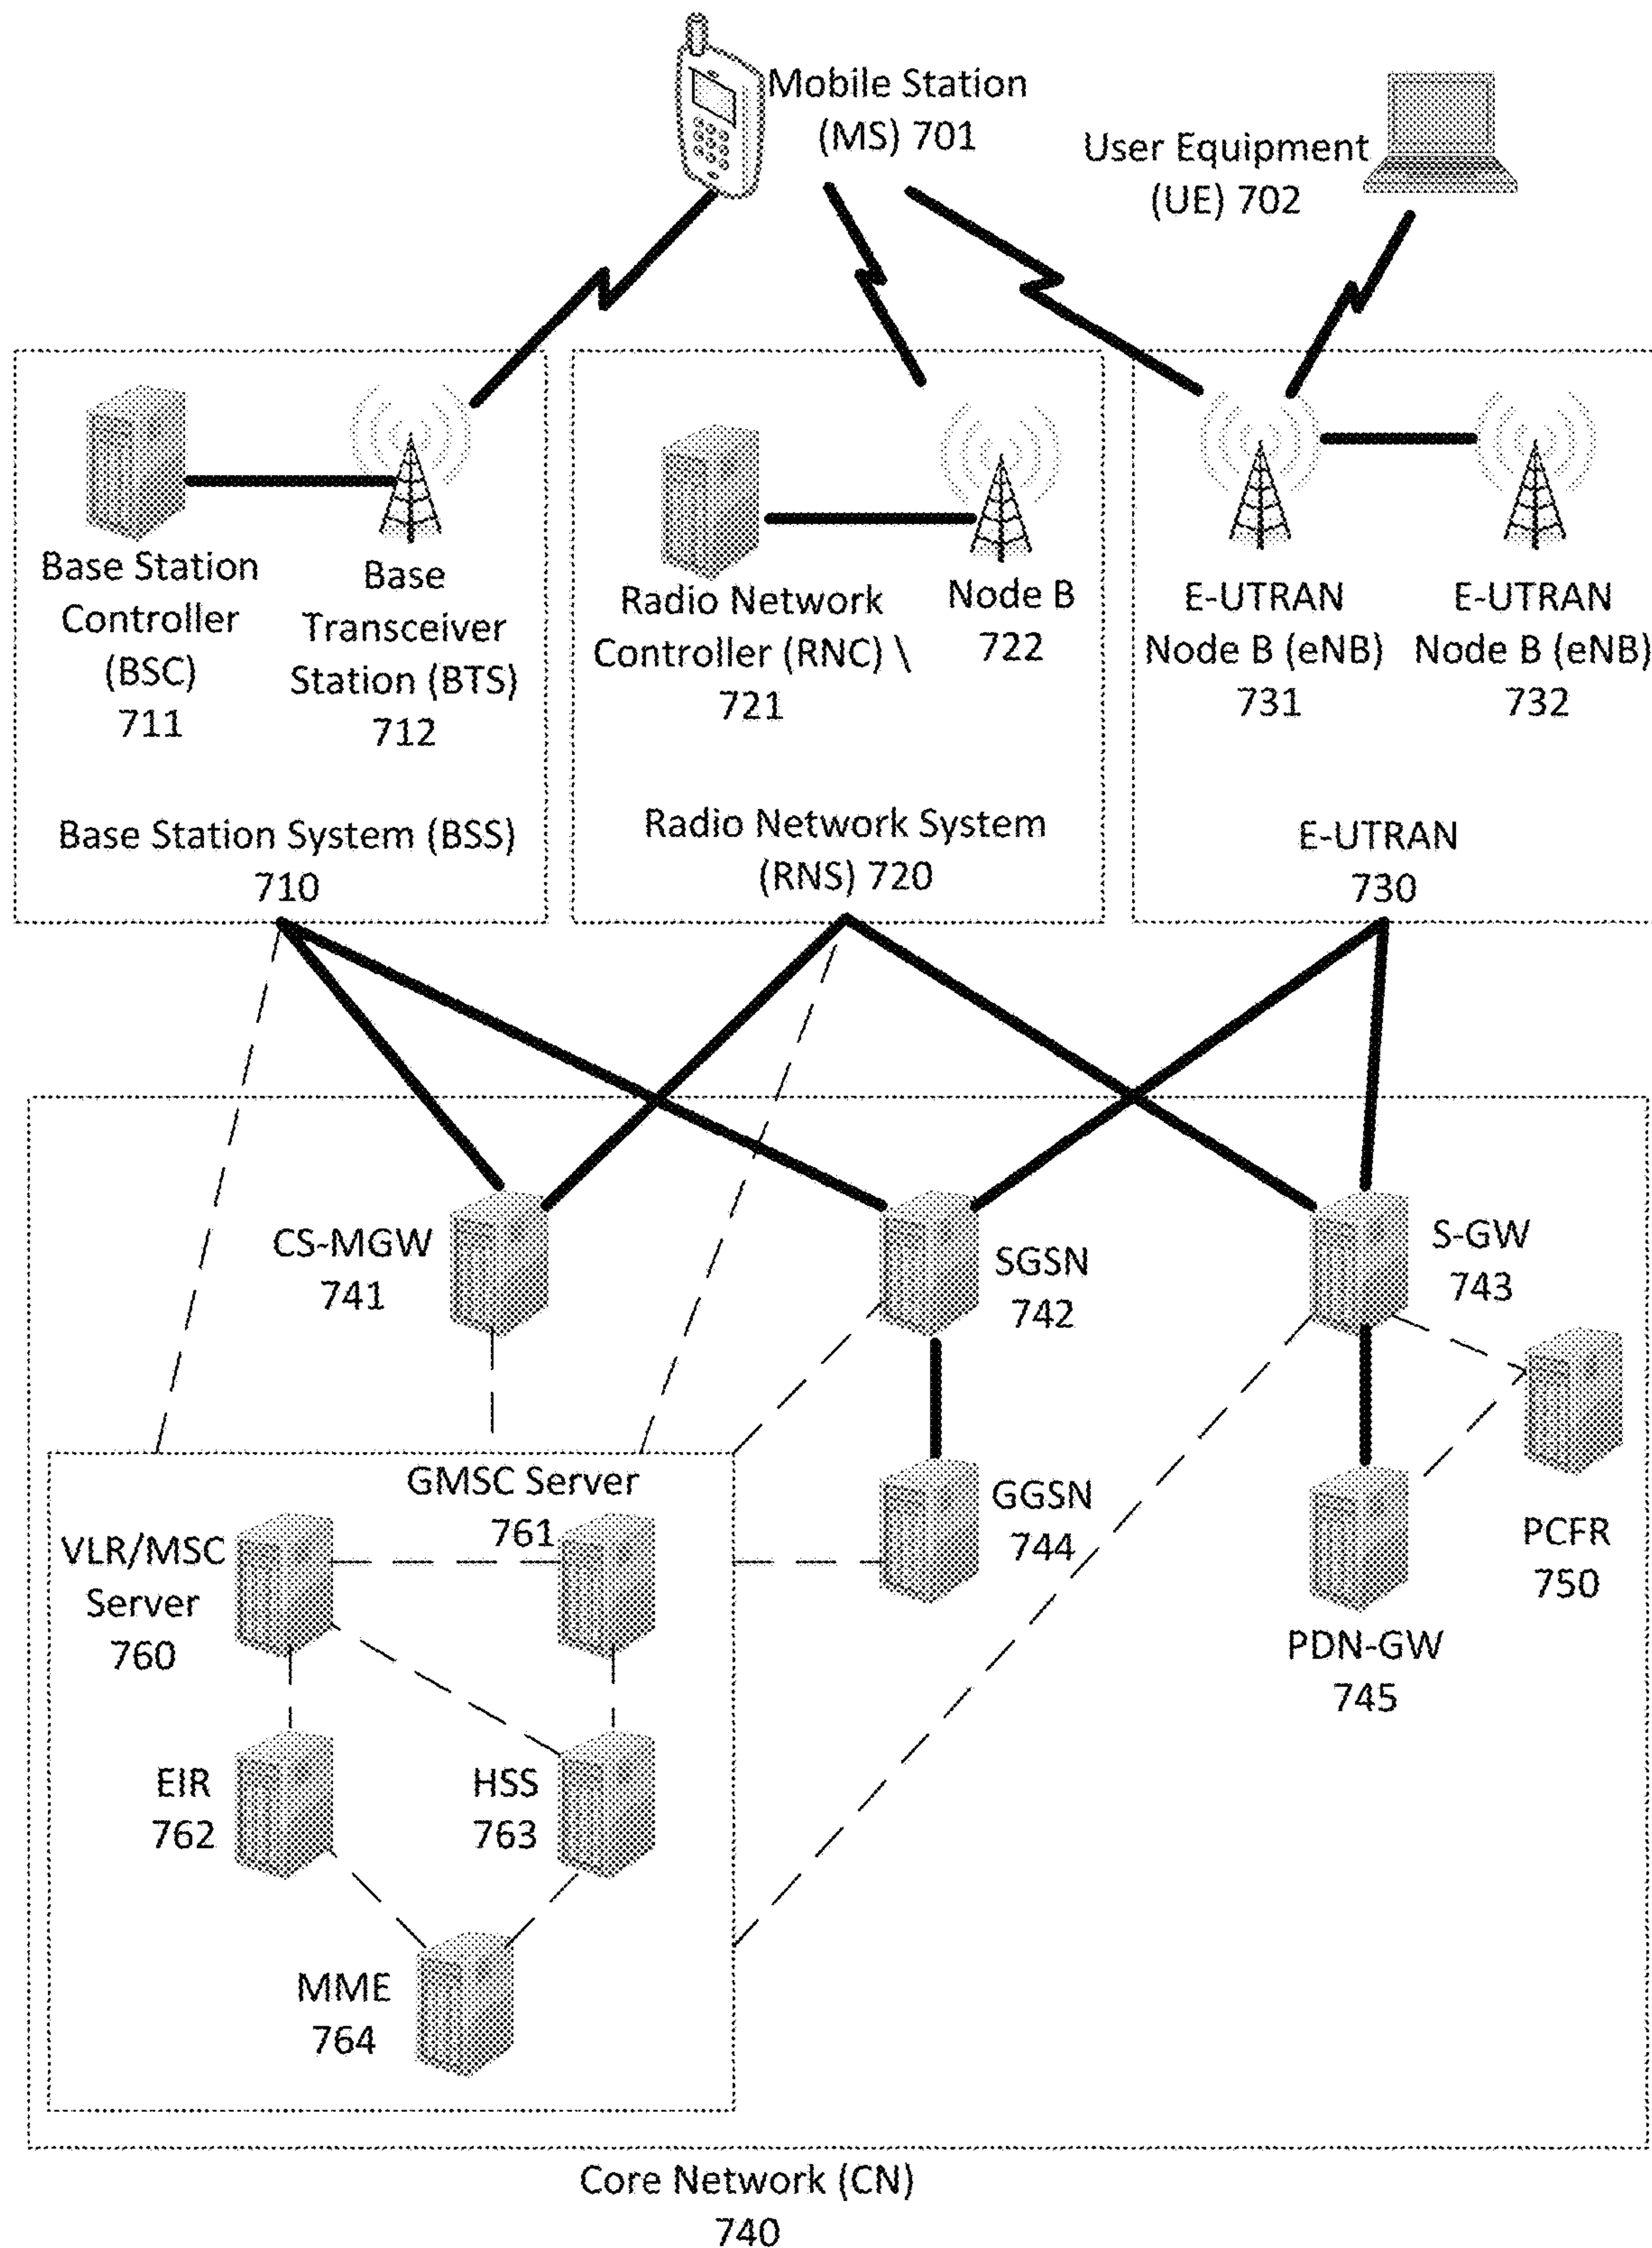 Mobile Station
(MS) 701
User Equipment
(UE) 702
Base Station
Controller
(BSC)
711
Base
Transceiver
Station (BTS)
712
Base Station System (BSS)
710
Radio Network
Controller (RNC) \
721
Node B
722
Radio Network System
(RNS) 720
E-UTRAN
Node B (eNB)
731
E-UTRAN
Node B (eNB)
732
E-UTRAN
730
CS-MGW
741
SGSN
742
S-GW
743
GGSN
744
PCFR
750
PDN-GW
745
GMSC Server
761
VLR/MSC
Server
760
EIR
762
HSS
763
MME
764
Core Network (CN)
740